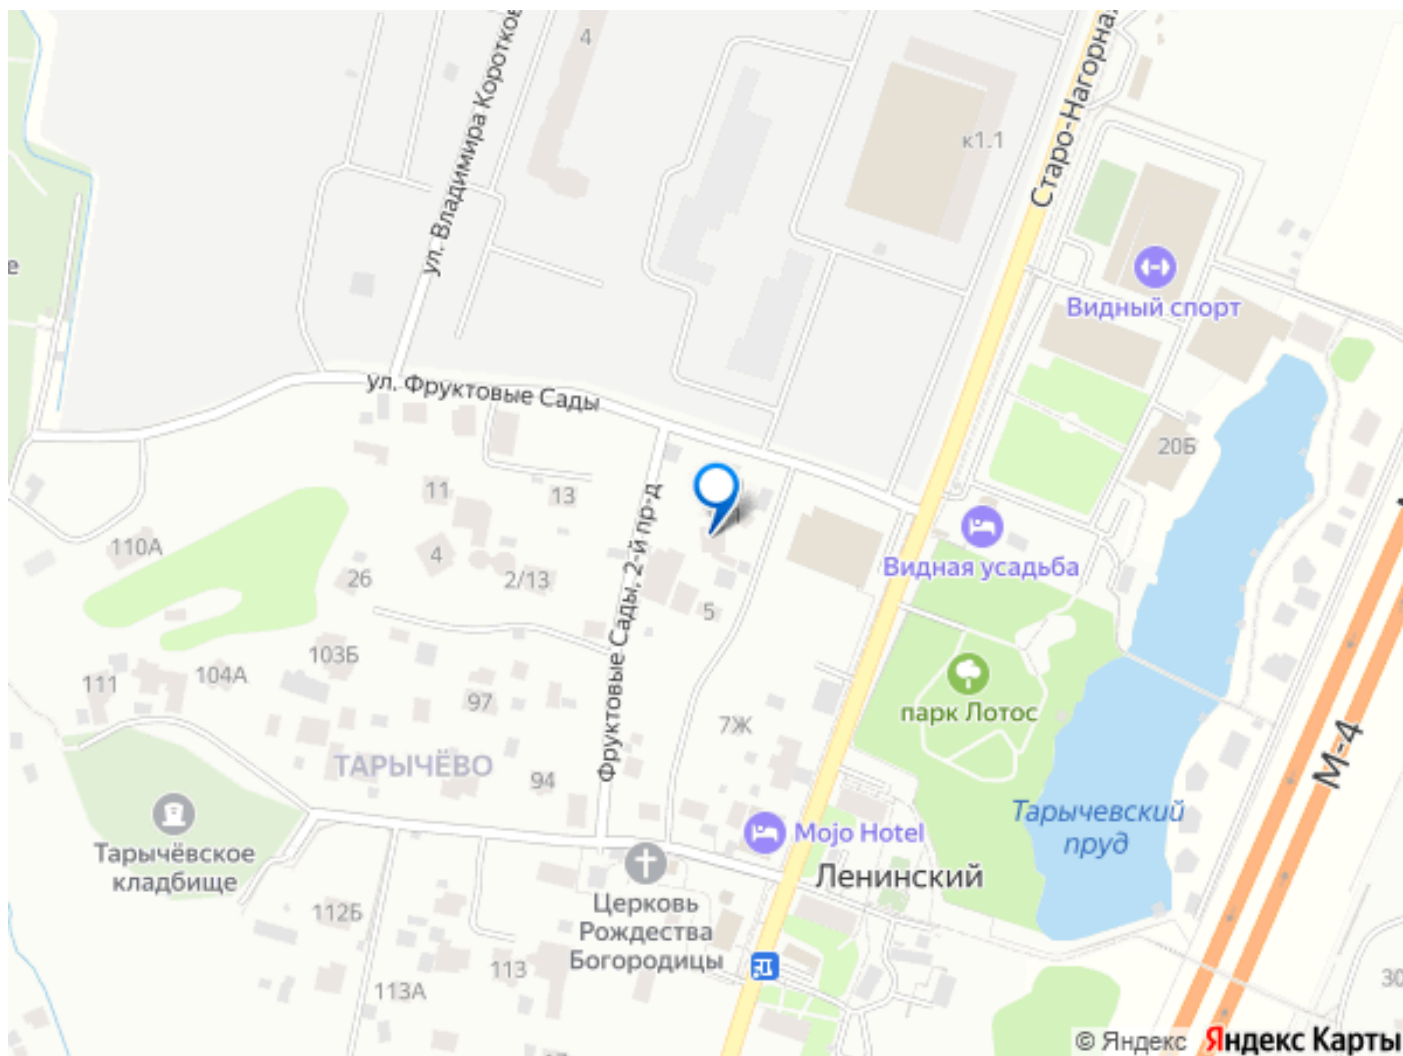 4
ул. Владимира Коротков
к1.1
Старо-Нагорная
е
Видный спорт
ул. Фруктовые Сады
20Б
11
13
Фруктовые Сады, 2-й пр-д
110А
4
26
2/13
Видная усадьба
5
103Б
104А
111
97
парк Лотос
7Ж
ТАРЫЧЁВО
М-4
94
Тарычевский
пруд
Mojo Hotel
Тарычёвское
кладбище
Ленинский
112Б
Церковь
Рождества
Богородицы
113
113А
30
© Яндекс
Яндекс Карты